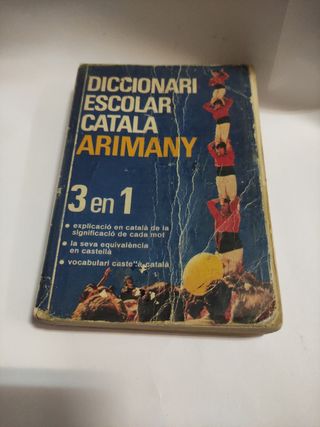 DICCIONARI
ESCOLAR
CATALÀ
ARIMANY
3 en 1
• explicació en català de la
significació de cada mot
• la seva equivalència
en castellà
• vocabulari castellà-català